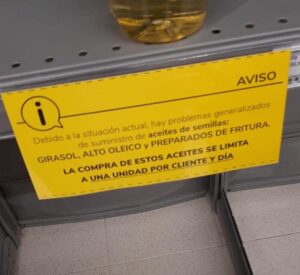 AVISO
Debido a la situación actual, hay problemas generalizados
de suministro de aceites de semillas:
GIRASOL, ALTO OLEICO y PREPARADOS DE FRITURA.
LA COMPRA DE ESTOS ACEITES SE LIMITA
A UNA UNIDAD POR CLIENTE Y DÍA